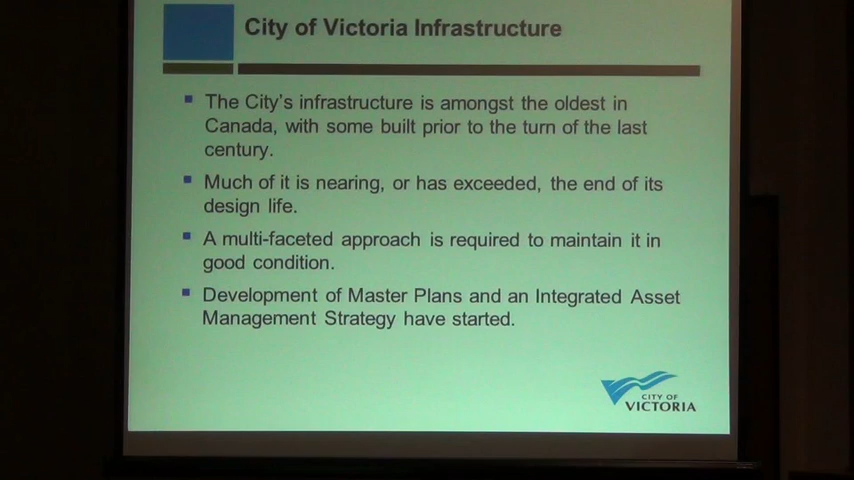 City of Victoria Infrastructure
The City's infrastructure is amongst the oldest in
Canada, with some built prior to the turn of the last
century.
Much of it is nearing, or has exceeded, the end of its
design life.
A multi-faceted approach is required to maintain it in
good condition.
Development of Master Plans and an Integrated Asset
Management Strategy have started.
CITY OF
VICTORIA